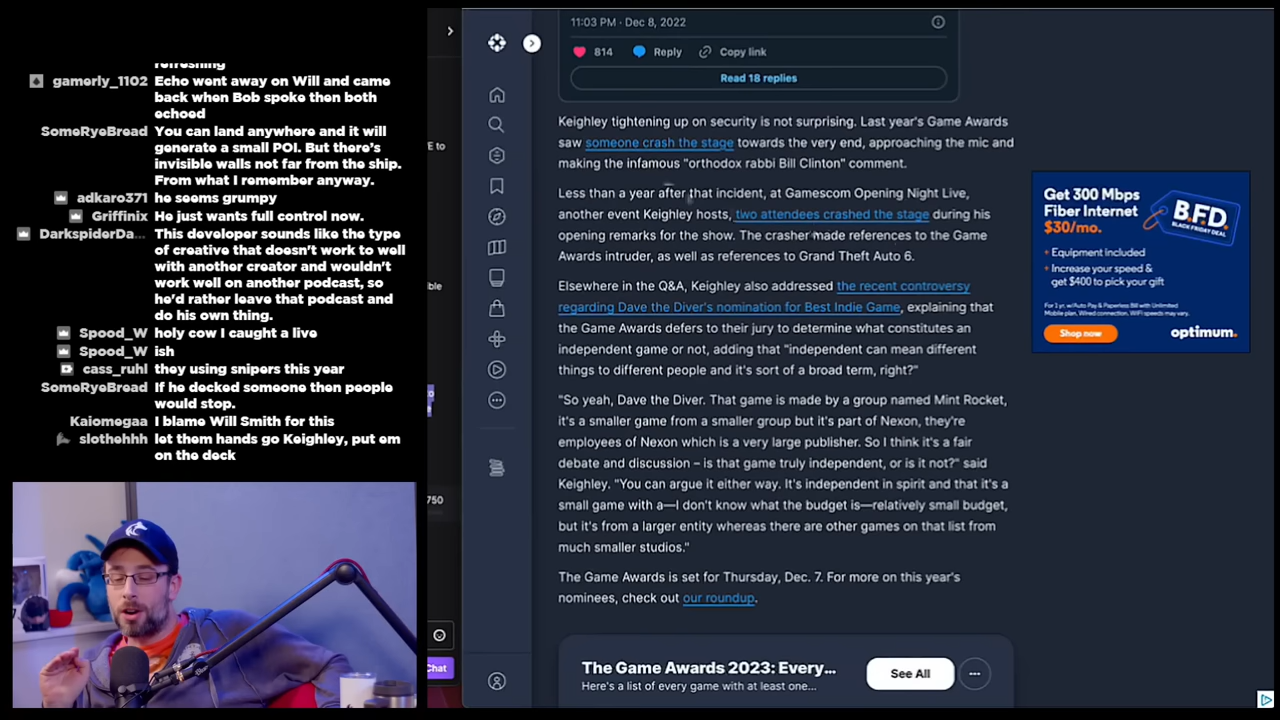 refreshing
gamerly_1102 Echo went away on Will and came
back when Bob spoke then both
echoed
SomeRyeBread You can land anywhere and it will
generate a small POI. But there's
invisible walls not far from the ship.
From what I remember anyway.
adkaro371 he seems grumpy
Griffinix He just wants full control now.
DarkspiderDa... This developer sounds like the type
of creative that doesn't work to well
with another creator and wouldn't
work well on another podcast, so
he'd rather leave that podcast and
do his own thing.
Spood_W holy cow I caught a live
Spood_W ish
cass_ruhl they using snipers this year
SomeRyeBread If he decked someone then people
would stop.
Kaiomegaa I blame Will Smith for this
slothehhh let them hands go Keighley, put em
on the deck
E to
ble
750
Chat
11:03 PM · Dec 8, 2022
814 Reply Copy link
Read 18 replies
Keighley tightening up on security is not surprising. Last year's Game Awards
saw someone crash the stage towards the very end, approaching the mic and
making the infamous "orthodox rabbi Bill Clinton" comment.
Less than a year after that incident, at Gamescom Opening Night Live,
another event Keighley hosts, two attendees crashed the stage during his
opening remarks for the show. The crasher made references to the Game
Awards intruder, as well as references to Grand Theft Auto 6.
Elsewhere in the Q&A, Keighley also addressed the recent controversy
regarding Dave the Diver's nomination for Best Indie Game, explaining that
the Game Awards defers to their jury to determine what constitutes an
independent game or not, adding that "independent can mean different
things to different people and it's sort of a broad term, right?"
"So yeah, Dave the Diver. That game is made by a group named Mint Rocket,
it's a smaller game from a smaller group but it's part of Nexon, they're
employees of Nexon which is a very large publisher. So I think it's a fair
debate and discussion – is that game truly independent, or is it not?" said
Keighley. "You can argue it either way. It's independent in spirit and that it's a
small game with a—I don't know what the budget is—relatively small budget,
but it's from a larger entity whereas there are other games on that list from
much smaller studios."
The Game Awards is set for Thursday, Dec. 7. For more on this year's
nominees, check out our roundup.
The Game Awards 2023: Every...
Here's a list of every game with at least one...
See All
Get 300 Mbps
Fiber Internet
$30/mo.
B.F.D.
BLACK FRIDAY DEAL
• Equipment included
• Increase your speed &
get $400 to pick your gift
For 1 yr. w/Auto Pay & Paperless Bill with Unlimited
Mobile plan, Wired connection. WiFi speeds may vary.
Shop now
optimum.